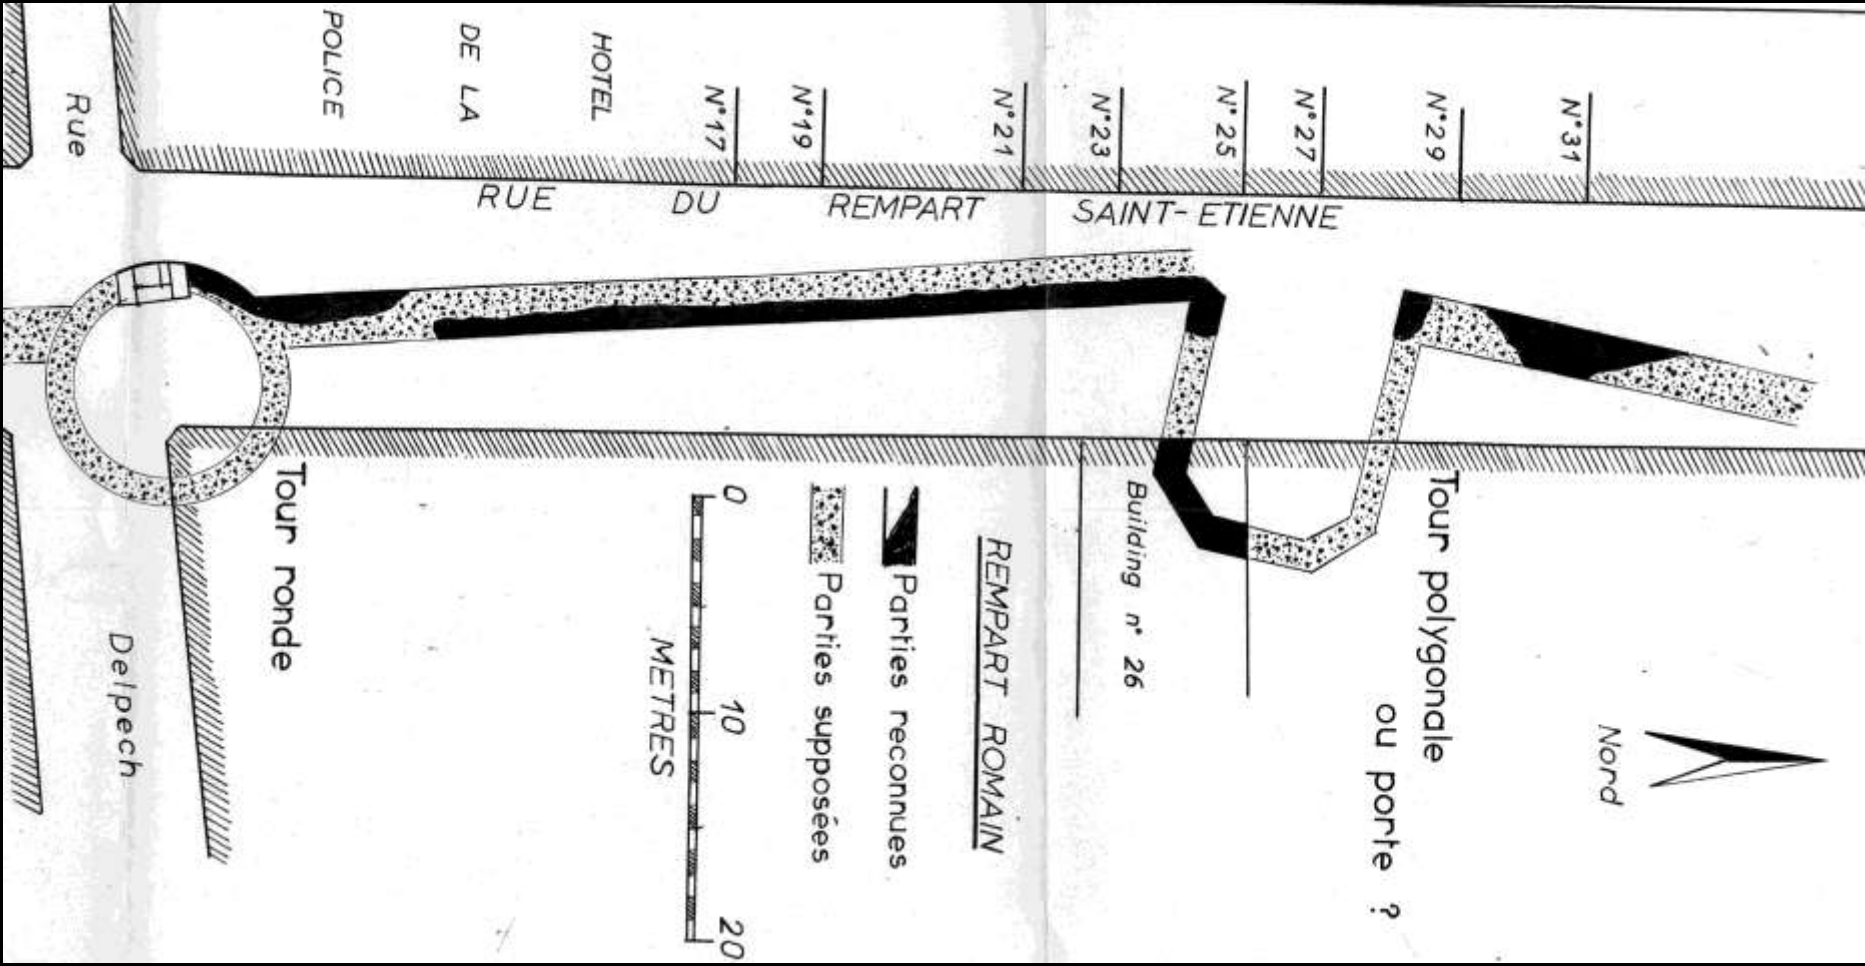 HOTEL
DE LA
POLICE
N°17
N°19
N°21
N°23
N°25
N°27
N°29
N°31
RUE DU REMPART SAINT-ETIENNE
Rue
Delpech
Tour ronde
Tour polygonale
ou porte ?
Building n° 26
REMPART ROMAIN
Parties reconnues
Parties supposées
0
10
20
METRES
Nord